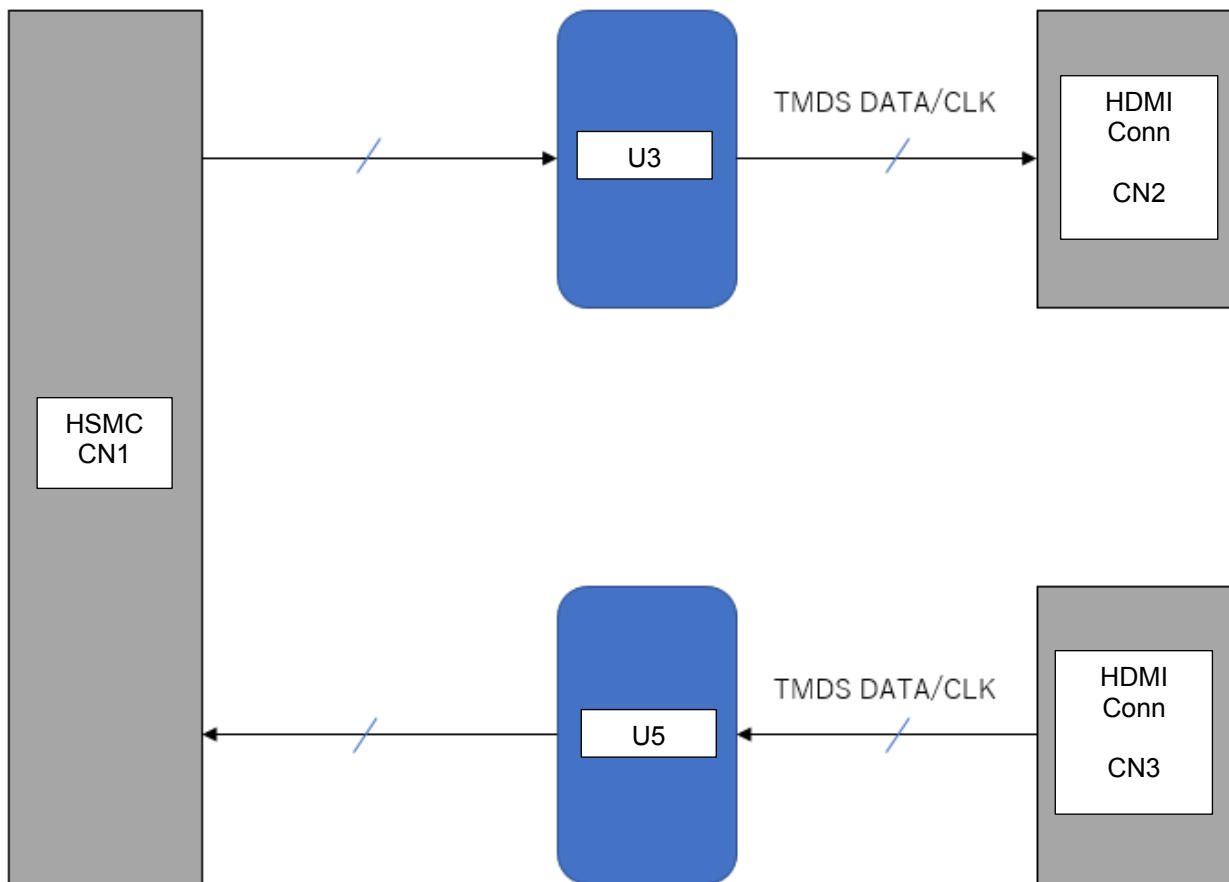 TMDS DATA/CLK
HDMI
Conn
CN2
U3
HSMC
CN1
TMDS DATA/CLK
HDMI
Conn
CN3
U5